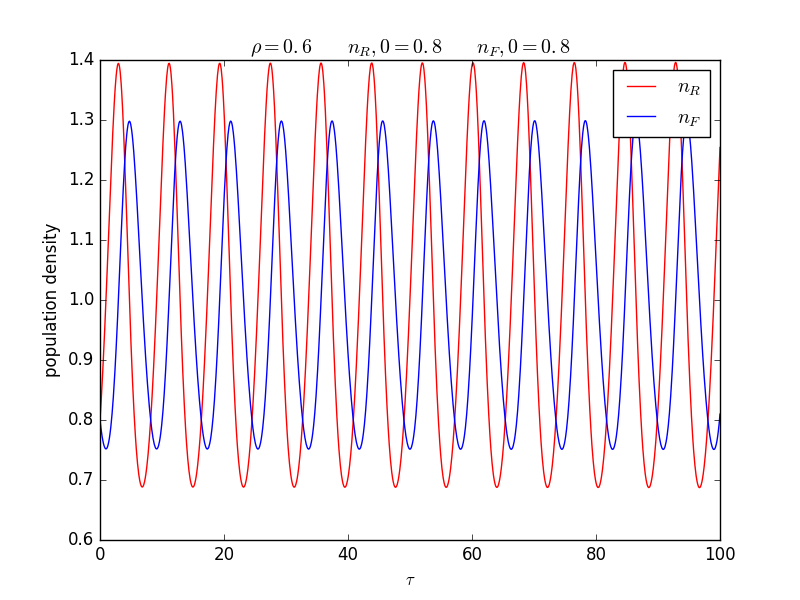 ρ = 0.6 n_R, 0 = 0.8 n_F, 0 = 0.8
1.4
1.3
1.2
1.1
1.0
0.9
0.8
0.7
0.6
population density
n_R
n_F
0 20 40 60 80 100
τ